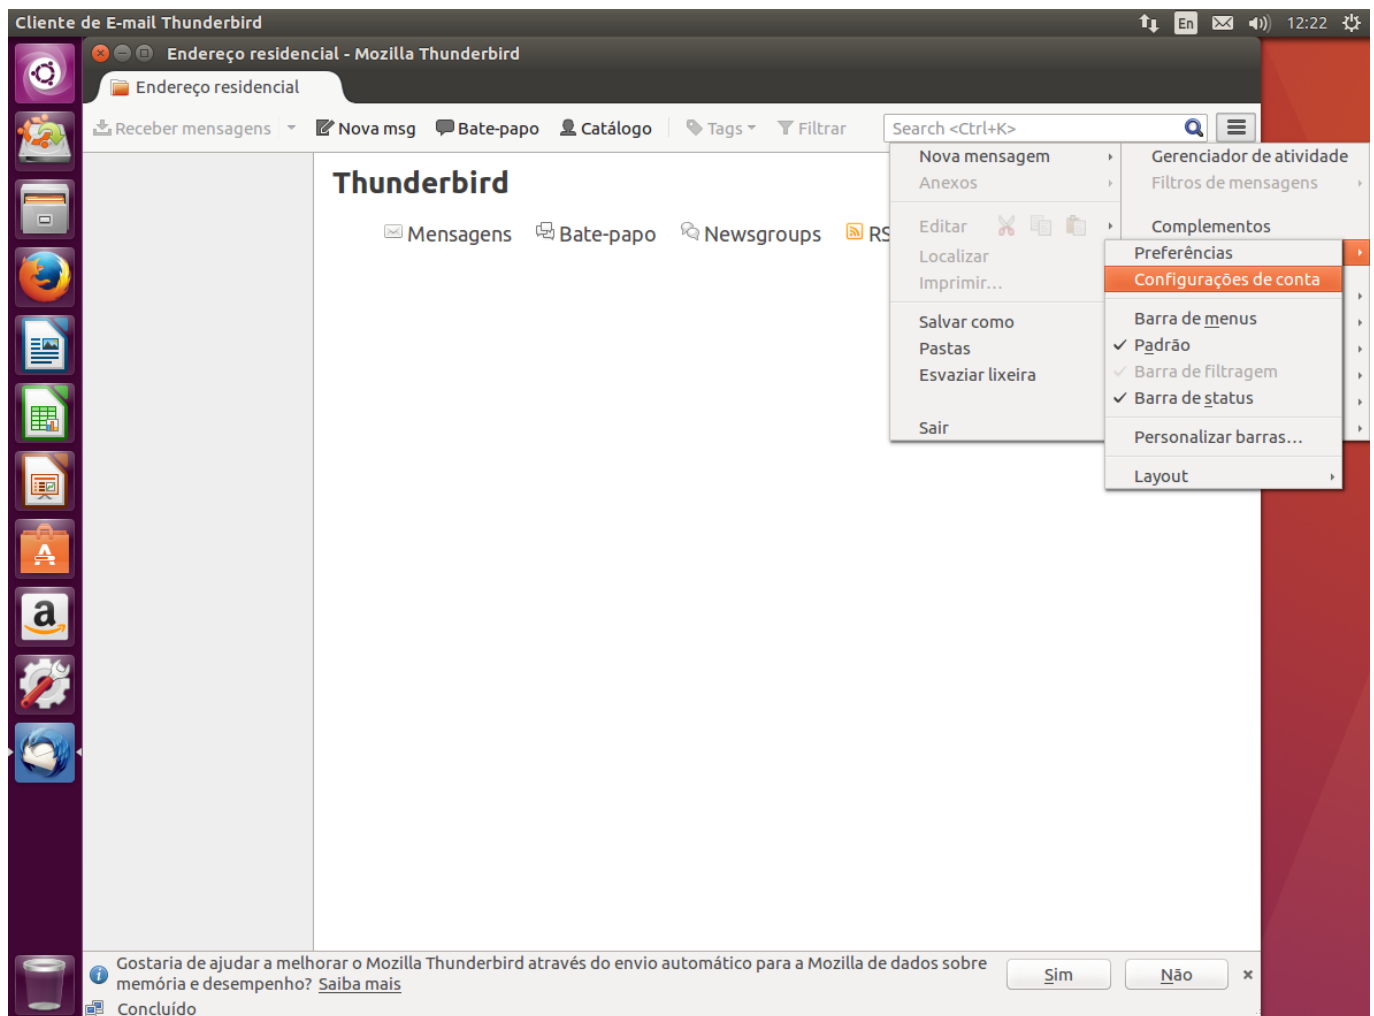 Cliente de E-mail Thunderbird
En
12:22
Endereço residencial - Mozilla Thunderbird
Endereço residencial
Receber mensagens
Nova msg
Bate-papo
Catálogo
Tags
Filtrar
Search <Ctrl+K>
Thunderbird
Mensagens
Bate-papo
Newsgroups
RS
Nova mensagem
Anexos
Editar
Localizar
Imprimir...
Salvar como
Pastas
Esvaziar lixeira
Sair
Gerenciador de atividade
Filtros de mensagens
Complementos
Preferências
Configurações de conta
Barra de menus
Padrão
Barra de filtragem
Barra de status
Personalizar barras...
Layout
Gostaria de ajudar a melhorar o Mozilla Thunderbird através do envio automático para a Mozilla de dados sobre
memória e desempenho? Saiba mais
Sim
Não
Concluído